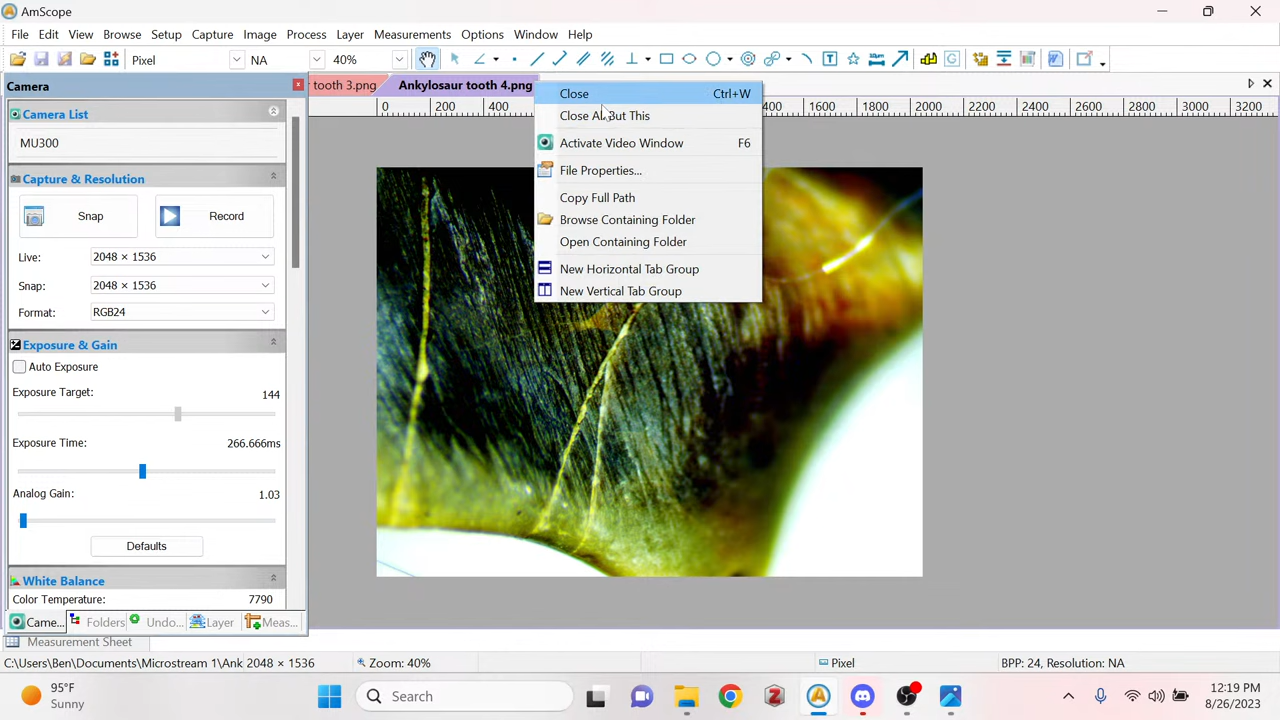 AmScope
File Edit View Browse Setup Capture Image Process Layer Measurements Options Window Help
Pixel NA 40%
Camera
tooth 3.png Ankylosaur tooth 4.png
0 200 400 400 1600 1800 2000
Camera List
MU300
Capture & Resolution
Snap Record
Live: 2048 × 1536
Snap: 2048 × 1536
Format: RGB24
Exposure & Gain
Auto Exposure
Exposure Target: 144
Exposure Time: 266.666ms
Analog Gain: 1.03
Defaults
White Balance
Color Temperature: 7790
Came... Folders Undo... Layer Meas...
Close Ctrl+W
Close All But This
Activate Video Window F6
File Properties...
Copy Full Path
Browse Containing Folder
Open Containing Folder
New Horizontal Tab Group
New Vertical Tab Group
Measurement Sheet
C:\Users\Ben\Documents\Microstream 1\Ank 2048 × 1536 Zoom: 40% Pixel BPP: 24, Resolution: NA
95°F
Sunny
Search
12:19 PM
8/26/2023